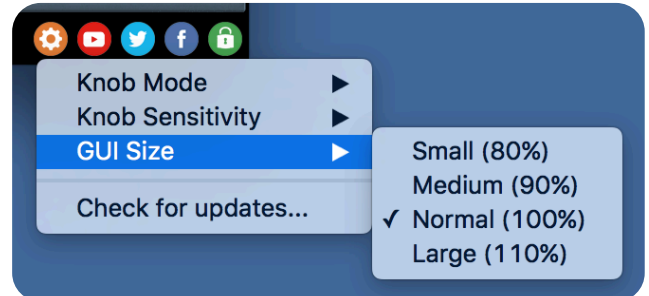 Knob Mode
Knob Sensitivity
GUI Size
Check for updates...
Small (80%)
Medium (90%)
✓ Normal (100%)
Large (110%)